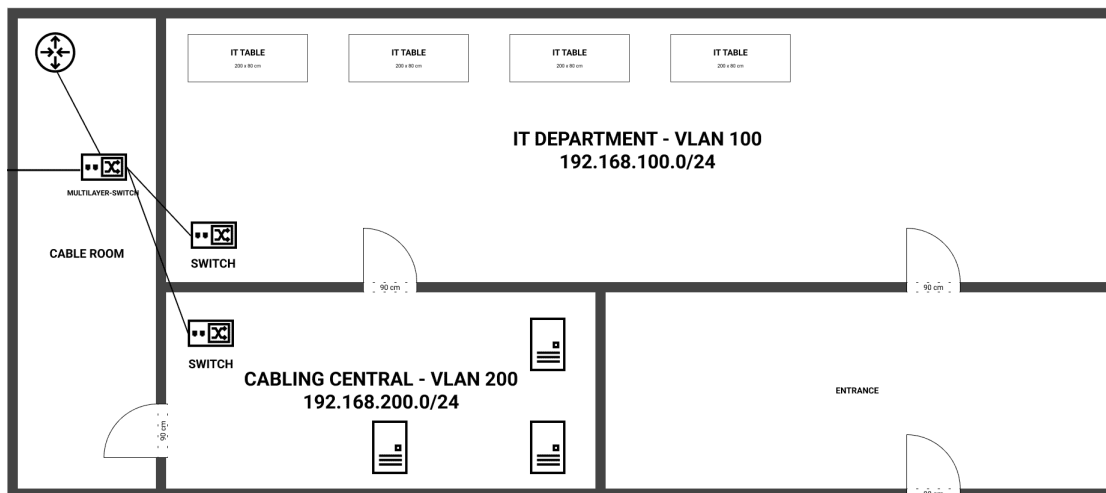 IT TABLE
200 x 80 cm
IT TABLE
200 x 80 cm
IT TABLE
200 x 80 cm
IT TABLE
200 x 80 cm
IT DEPARTMENT - VLAN 100
192.168.100.0/24
MULTILAYER-SWITCH
CABLE ROOM
SWITCH
90 cm
90 cm
SWITCH
CABLING CENTRAL - VLAN 200
192.168.200.0/24
ENTRANCE
90 cm
90 cm